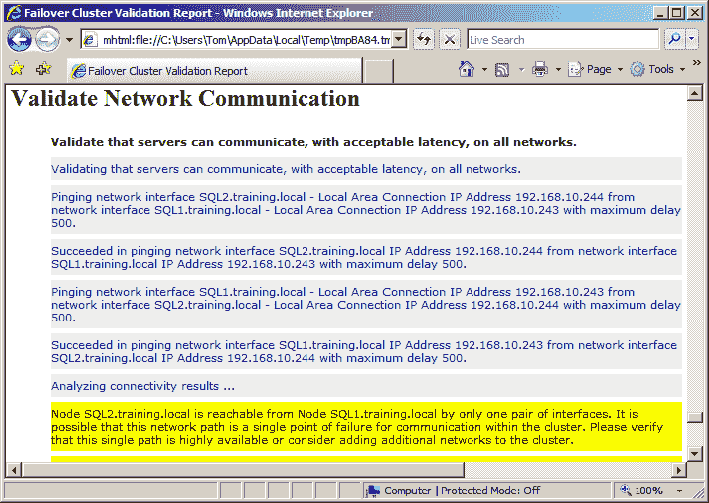 Failover Cluster Validation Report - Windows Internet Explorer
mhtml:file://C:\Users\Tom\AppData\Local\Temp\tmpBA84.tm
Live Search
Failover Cluster Validation Report
Page
Tools
Validate Network Communication
Validate that servers can communicate, with acceptable latency, on all networks.
Validating that servers can communicate, with acceptable latency, on all networks.
Pinging network interface SQL2.training.local - Local Area Connection IP Address 192.168.10.244 from
network interface SQL1.training.local - Local Area Connection IP Address 192.168.10.243 with maximum delay
500.
Succeeded in pinging network interface SQL2.training.local IP Address 192.168.10.244 from network interface
SQL1.training.local IP Address 192.168.10.243 with maximum delay 500.
Pinging network interface SQL1.training.local - Local Area Connection IP Address 192.168.10.243 from
network interface SQL2.training.local - Local Area Connection IP Address 192.168.10.244 with maximum delay
500.
Succeeded in pinging network interface SQL1.training.local IP Address 192.168.10.243 from network interface
SQL2.training.local IP Address 192.168.10.244 with maximum delay 500.
Analyzing connectivity results ...
Node SQL2.training.local is reachable from Node SQL1.training.local by only one pair of interfaces. It is
possible that this network path is a single point of failure for communication within the cluster. Please verify
that this single path is highly available or consider adding additional networks to the cluster.
Computer | Protected Mode: Off
100%